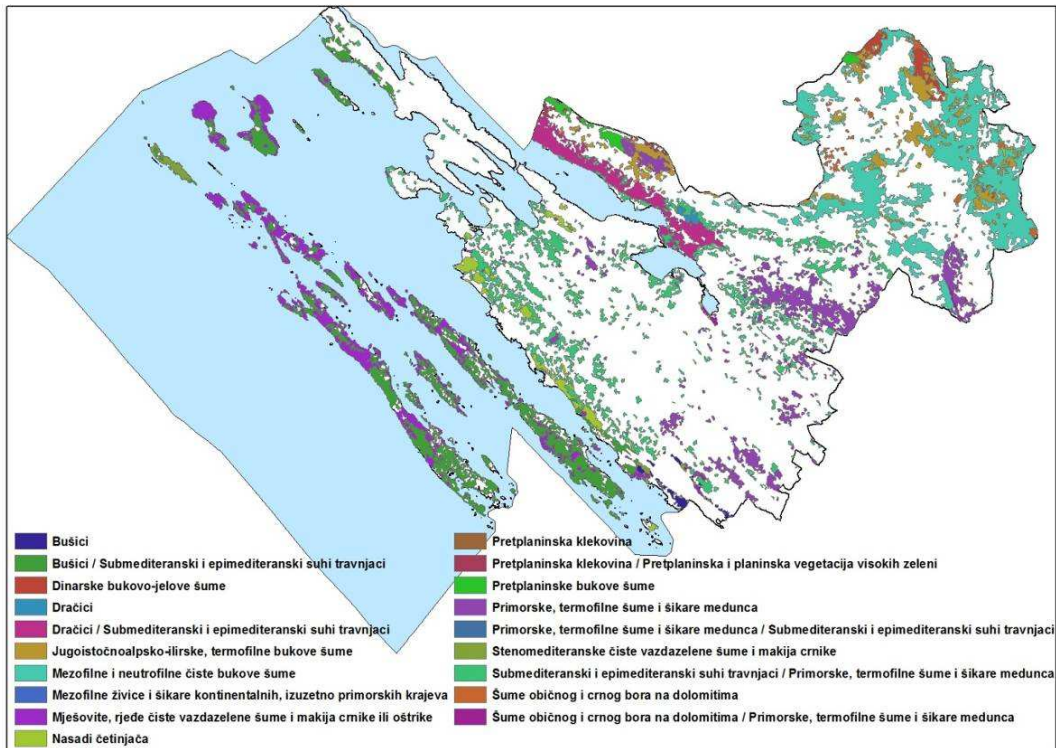 Bušici
Bušici / Submediteranski i epimediteranski suhi travnjaci
Dinarske bukovo-jelove šume
Dračici
Dračici / Submediteranski i epimediteranski suhi travnjaci
Jugoistočnoalpsko-ilirske, termofilne bukove šume
Mezofilne i neutrofilne čiste bukove šume
Mezofilne živice i šikare kontinentalnih, izuzetno primorskih krajeva
Mješovite, rjeđe čiste vazdazelene šume i makija crnike ili oštrike
Nasadi četinjača
Pretplaninska klekovina
Pretplaninska klekovina / Pretplaninska i planinska vegetacija visokih zeleni
Pretplaninske bukove šume
Primorske, termofilne šume i šikare medunca
Primorske, termofilne šume i šikare medunca / Submediteranski i epimediteranski suhi travnjaci
Stenomediteranske čiste vazdazelene šume i makija crnike
Submediteranski i epimediteranski suhi travnjaci / Primorske, termofilne šume i šikare medunca
Šume običnog i crnog bora na dolomitima
Šume običnog i crnog bora na dolomitima / Primorske, termofilne šume i šikare medunca